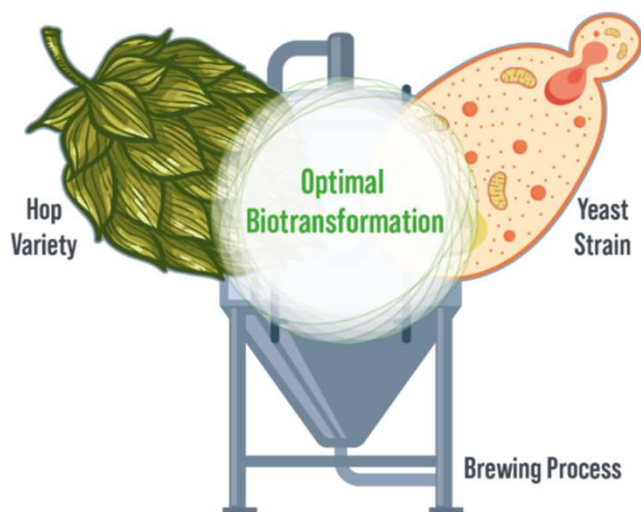 Optimal
Biotransformation
Hop
Variety
Yeast
Strain
Brewing Process